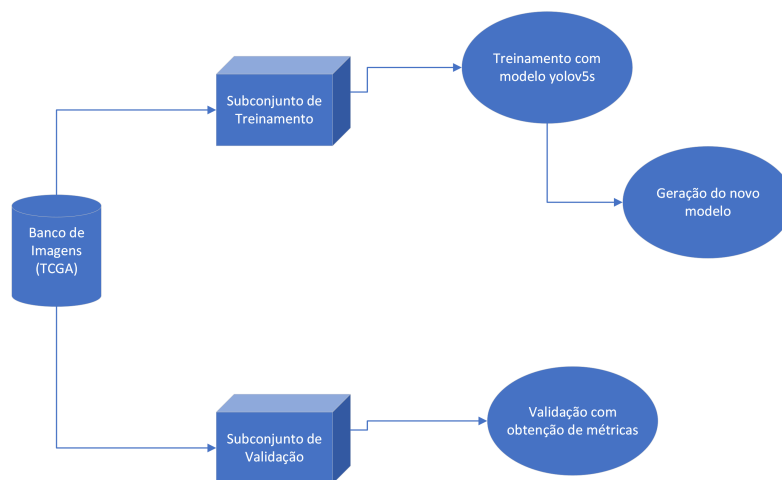 Treinamento com
modelo yolov5s
Subconjunto de
Treinamento
Geração do novo
modelo
Banco de
Imagens
(TCGA)
Subconjunto de
Validação
Validação com
obtenção de métricas